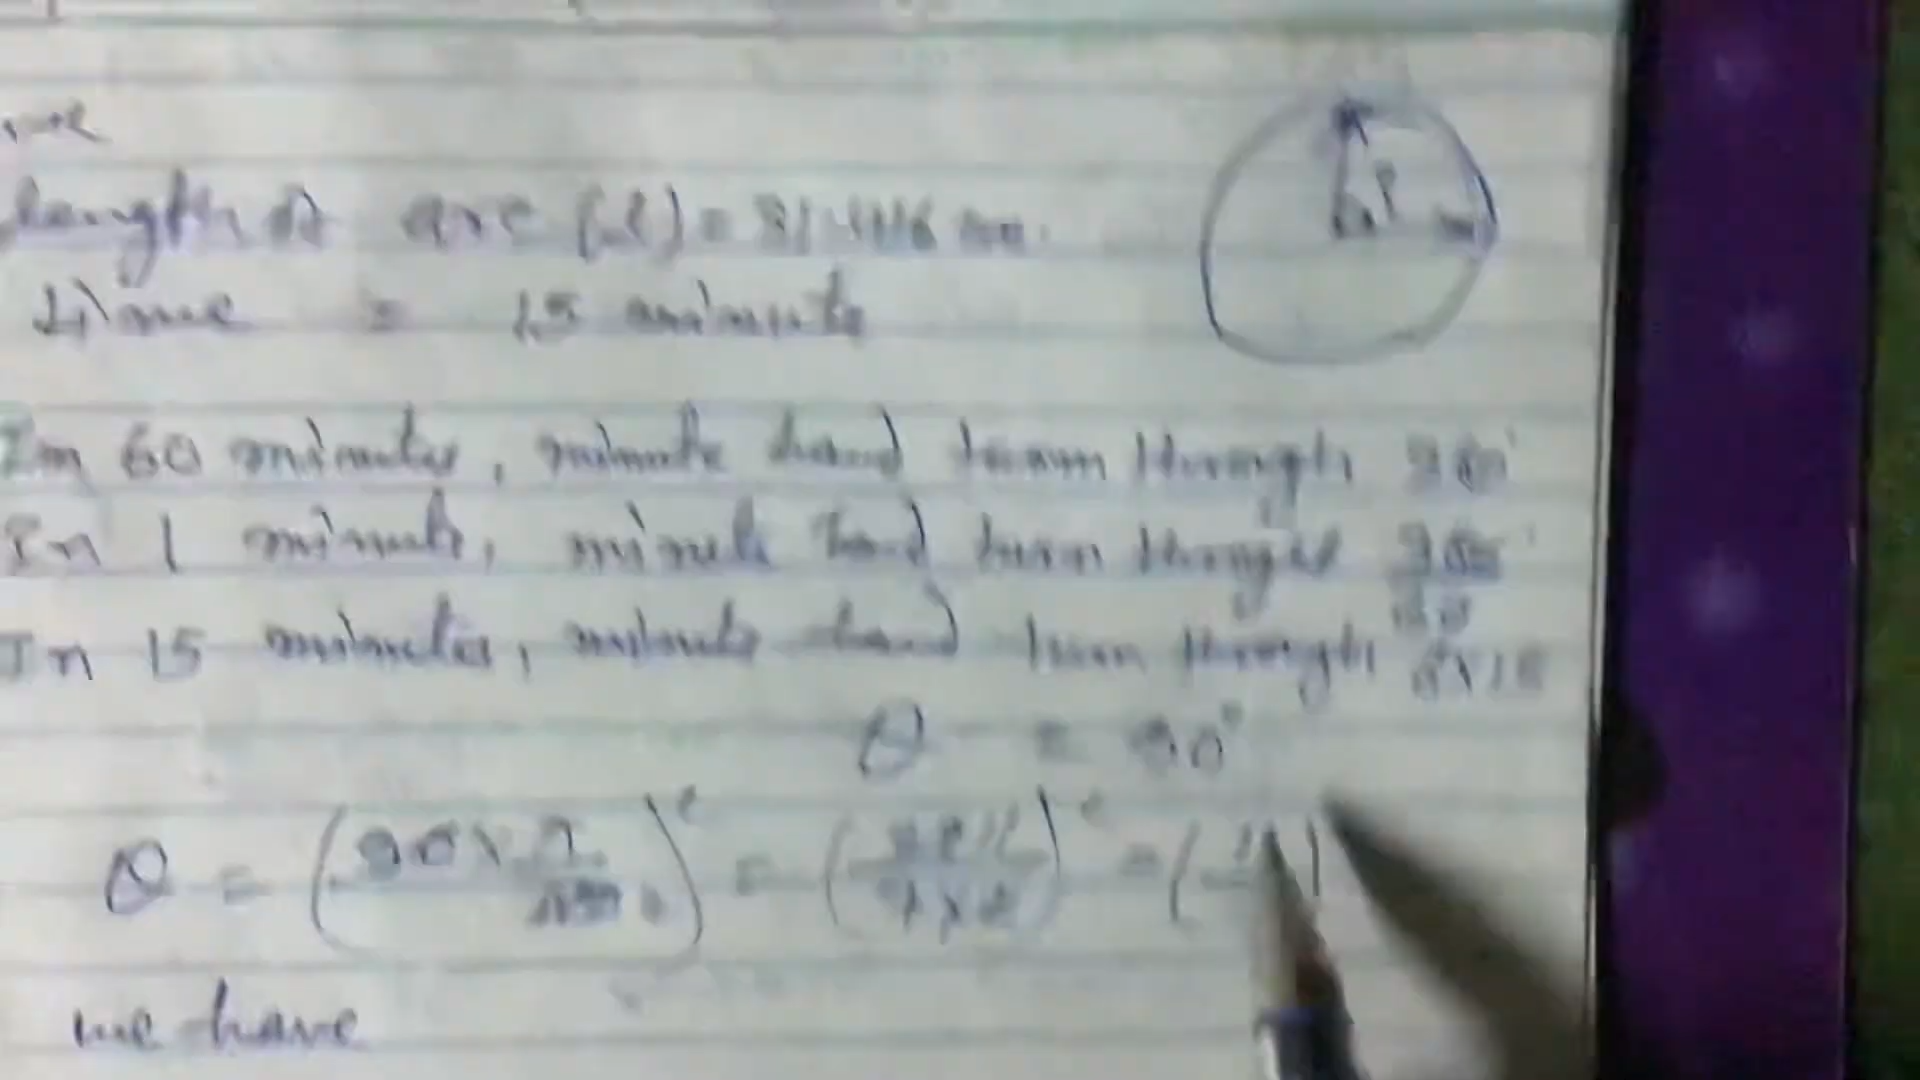 length of arc (l) = 31.416 cm.
time = 15 minute
In 60 minutes, minute hand turn through 360°
In 1 minute, minute hand turn through 360°/60
In 15 minutes, minute hand turn through 6×15
θ = 90°
θ = (90 × π/180)ᶜ = =
we have